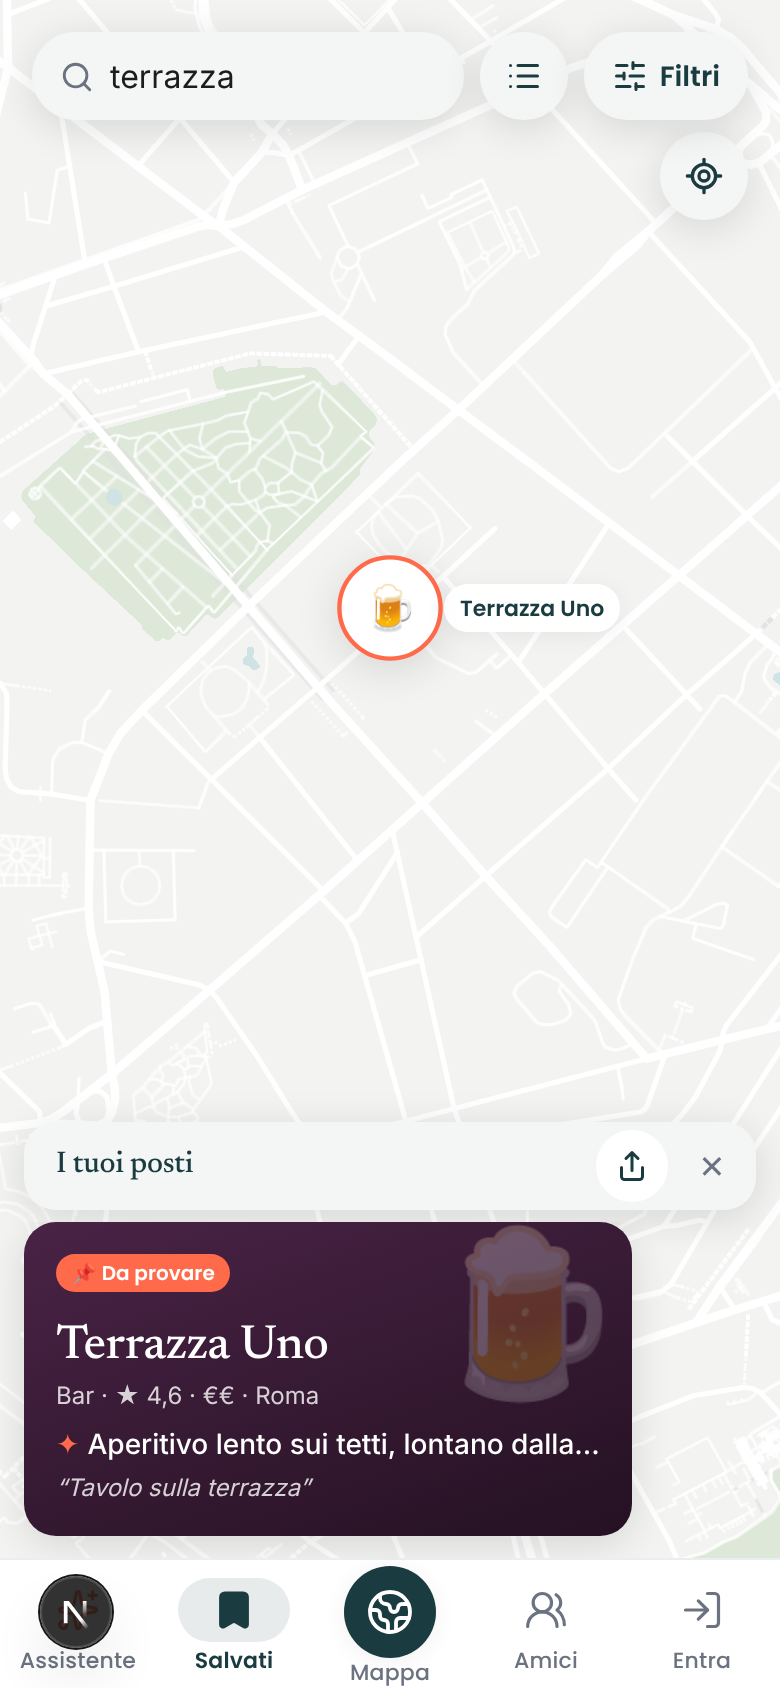 terrazza
Filtri
Terrazza Uno
I tuoi posti
📌 Da provare
Terrazza Uno
Bar · ★ 4,6 · €€ · Roma
✦ Aperitivo lento sui tetti, lontano dalla…
“Tavolo sulla terrazza”
N
Assistente
Salvati
Mappa
Amici
Entra